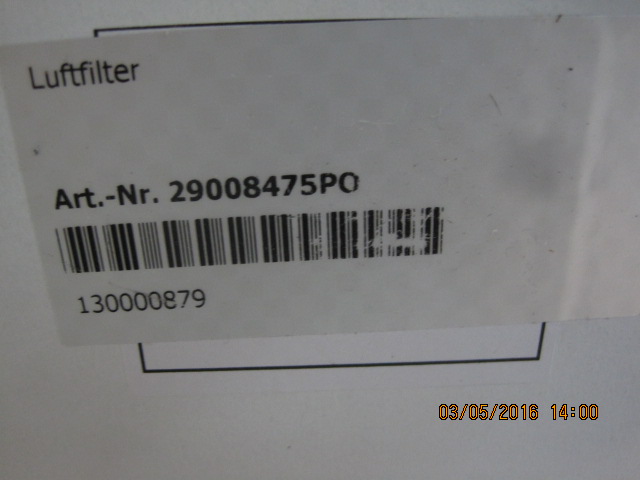 Luftfilter
Art.-Nr. 29008475PO
130000879
03/05/2016 14:00